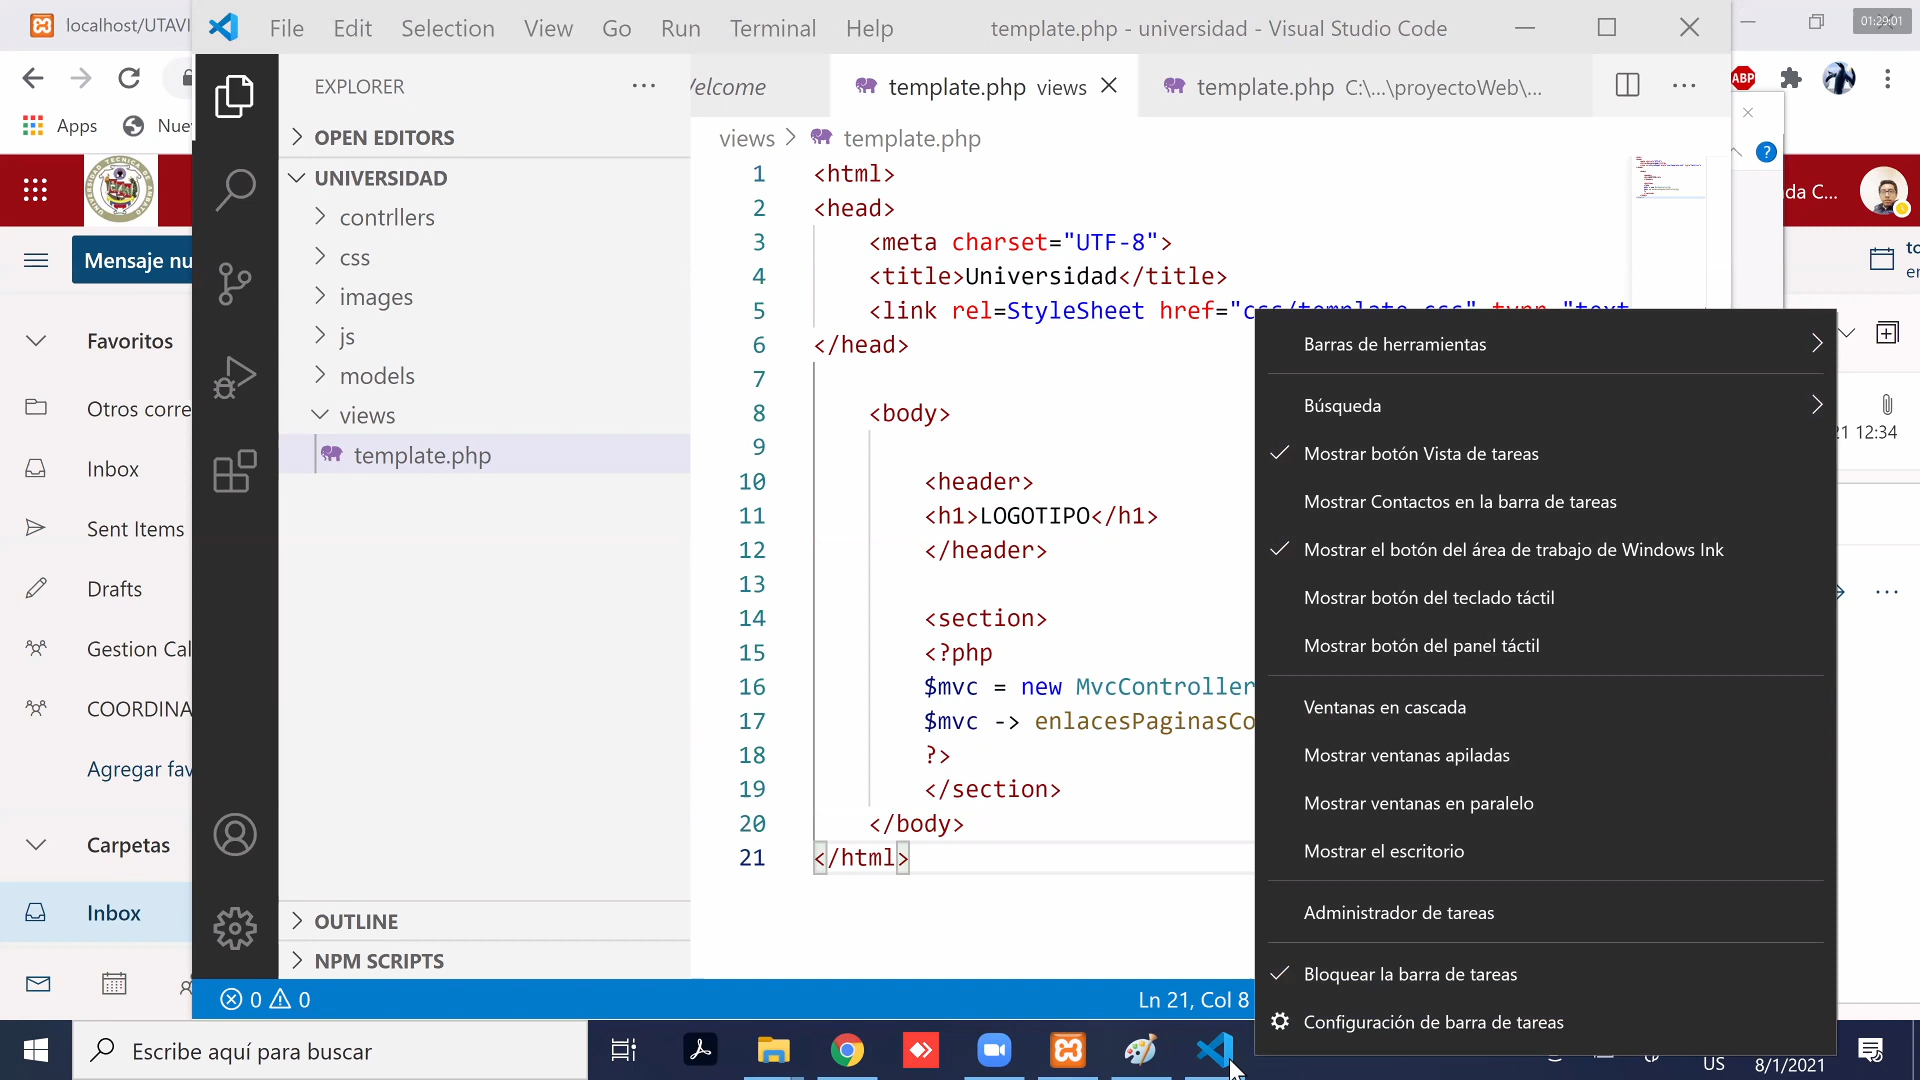 localhost/UTAVI
File Edit Selection View Go Run Terminal Help
template.php - universidad - Visual Studio Code
01:29:01
EXPLORER
elcome
template.php views
template.php C:\...\proyectoWeb\...
ABP
Apps
Nue
OPEN EDITORS
views > template.php
UNIVERSIDAD
contrllers
css
images
js
models
views
template.php
OUTLINE
NPM SCRIPTS
1 <html>
2 <head>
3 <meta charset="UTF-8">
4 <title>Universidad</title>
5 <link rel=StyleSheet href="css/template.css"
6 </head>
7
8 <body>
9
10 <header>
11 <h1>LOGOTIPO</h1>
12 </header>
13
14 <section>
15 <?php
16 $mvc = new MvcController
17 $mvc -> enlacesPaginasCo
18 ?>
19 </section>
20 </body>
21 </html>
0 0
Ln 21, Col 8
Mensaje nu
Favoritos
Otros corre
Inbox
Sent Items
Drafts
Gestion Cal
COORDINA
Agregar fav
Carpetas
Inbox
da C...
to
en
1 12:34
Barras de herramientas
Búsqueda
Mostrar botón Vista de tareas
Mostrar Contactos en la barra de tareas
Mostrar el botón del área de trabajo de Windows Ink
Mostrar botón del teclado táctil
Mostrar botón del panel táctil
Ventanas en cascada
Mostrar ventanas apiladas
Mostrar ventanas en paralelo
Mostrar el escritorio
Administrador de tareas
Bloquear la barra de tareas
Configuración de barra de tareas
Escribe aquí para buscar
US
8/1/2021